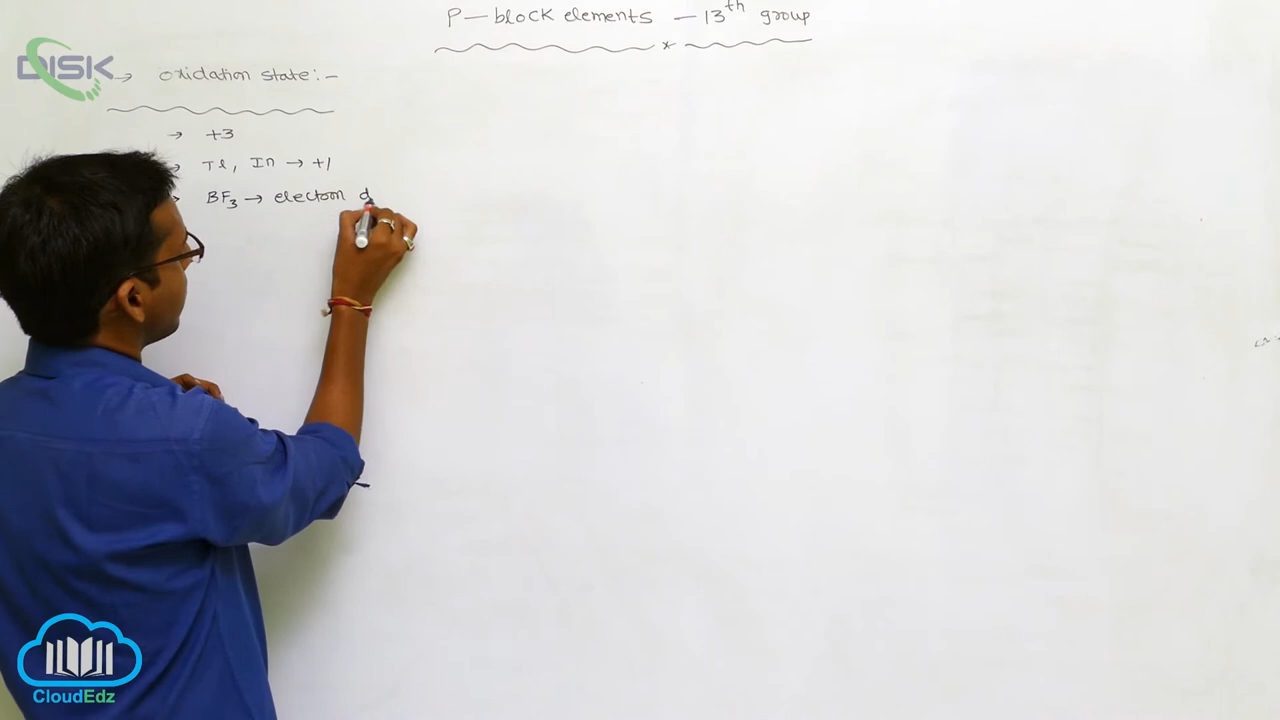 P - block elements - 13th group
DISK
→ oxidation state:-
→ +3
→ Tl, In → +1
→ BF3 → electron d
CloudEdz